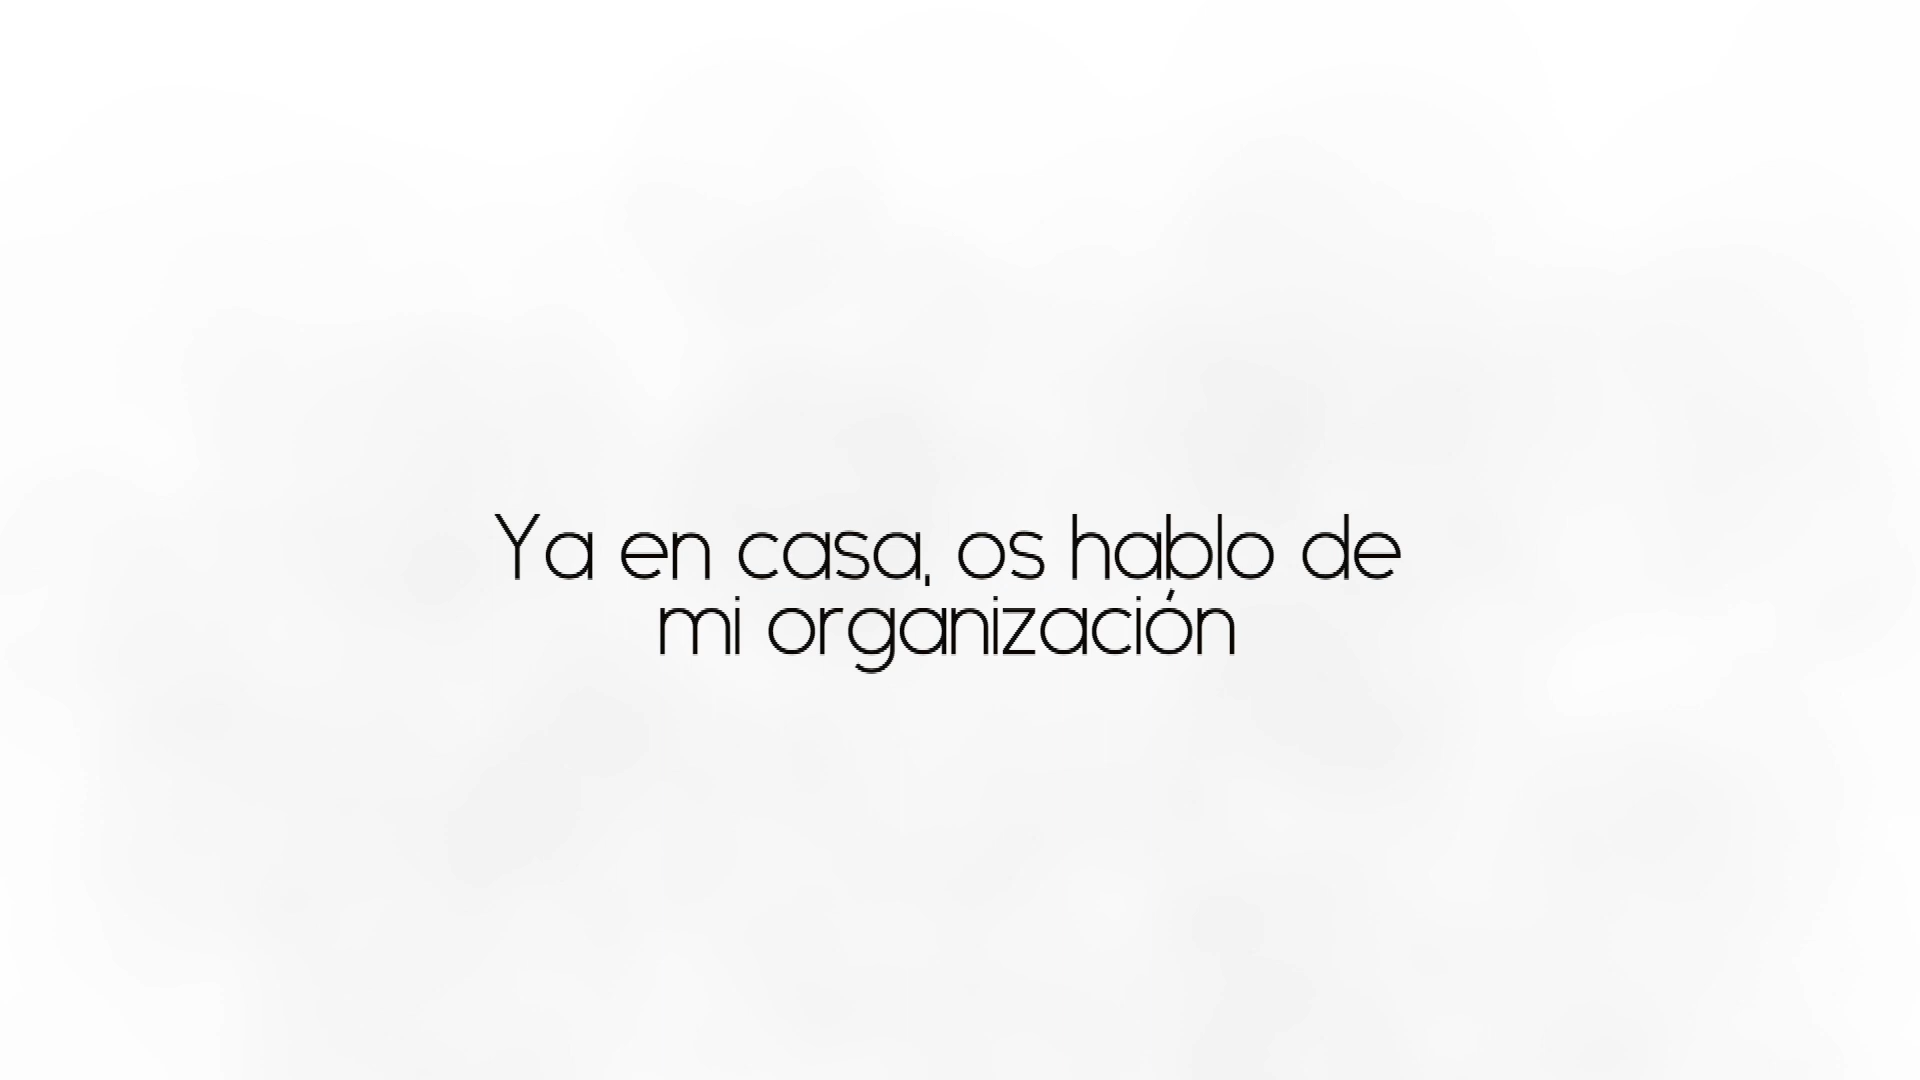 Ya en casa, os hablo de
mi organización